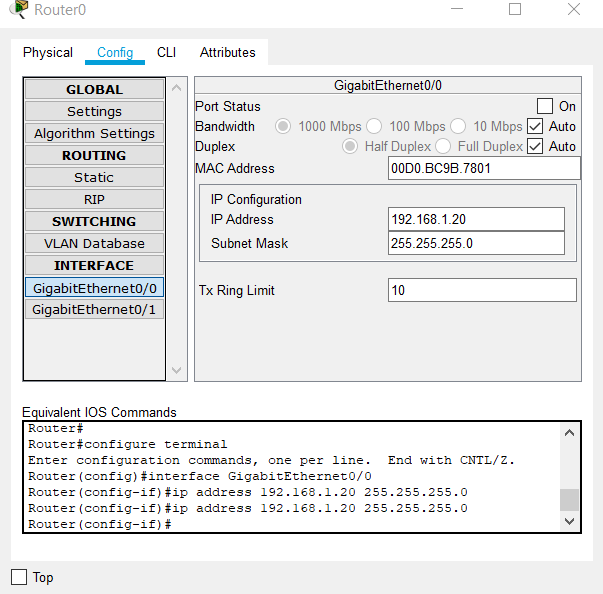 Router0
Physical Config CLI Attributes
GLOBAL
Settings
Algorithm Settings
ROUTING
Static
RIP
SWITCHING
VLAN Database
INTERFACE
GigabitEthernet0/0
GigabitEthernet0/1
GigabitEthernet0/0
Port Status On
Bandwidth 1000 Mbps 100 Mbps 10 Mbps Auto
Duplex Half Duplex Full Duplex Auto
MAC Address 00D0.BC9B.7801
IP Configuration
IP Address 192.168.1.20
Subnet Mask 255.255.255.0
Tx Ring Limit 10
Equivalent IOS Commands
Router#
Router#configure terminal
Enter configuration commands, one per line.  End with CNTL/Z.
Router(config)#interface GigabitEthernet0/0
Router(config-if)#ip address 192.168.1.20 255.255.255.0
Router(config-if)#ip address 192.168.1.20 255.255.255.0
Router(config-if)#
Top